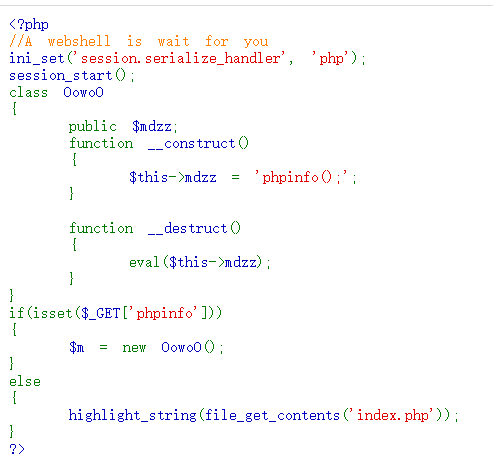 <?php
//A webshell is wait for you
ini_set('session.serialize_handler', 'php');
session_start();
class OowoO
{
public $mdzz;
function __construct()
{
$this->mdzz = 'phpinfo();';
}
function __destruct()
{
eval($this->mdzz);
}
}
if(isset($_GET['phpinfo']))
{
$m = new OowoO();
}
else
{
highlight_string(file_get_contents('index.php'));
}
?>